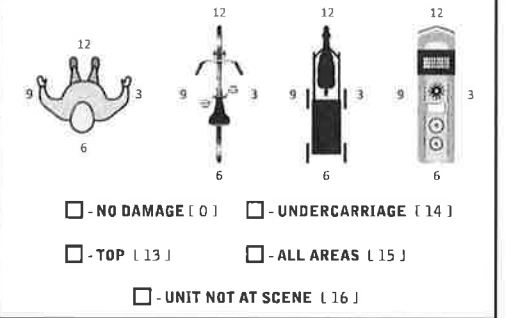 12 12 12 12
9 3 9 3 9 3 9 3
6 6 6 6
☐ - NO DAMAGE [ 0 ] ☐ - UNDERCARRIAGE [ 14 ]
☐ - TOP [ 13 ] ☐ - ALL AREAS [ 15 ]
☐ - UNIT NOT AT SCENE [ 16 ]